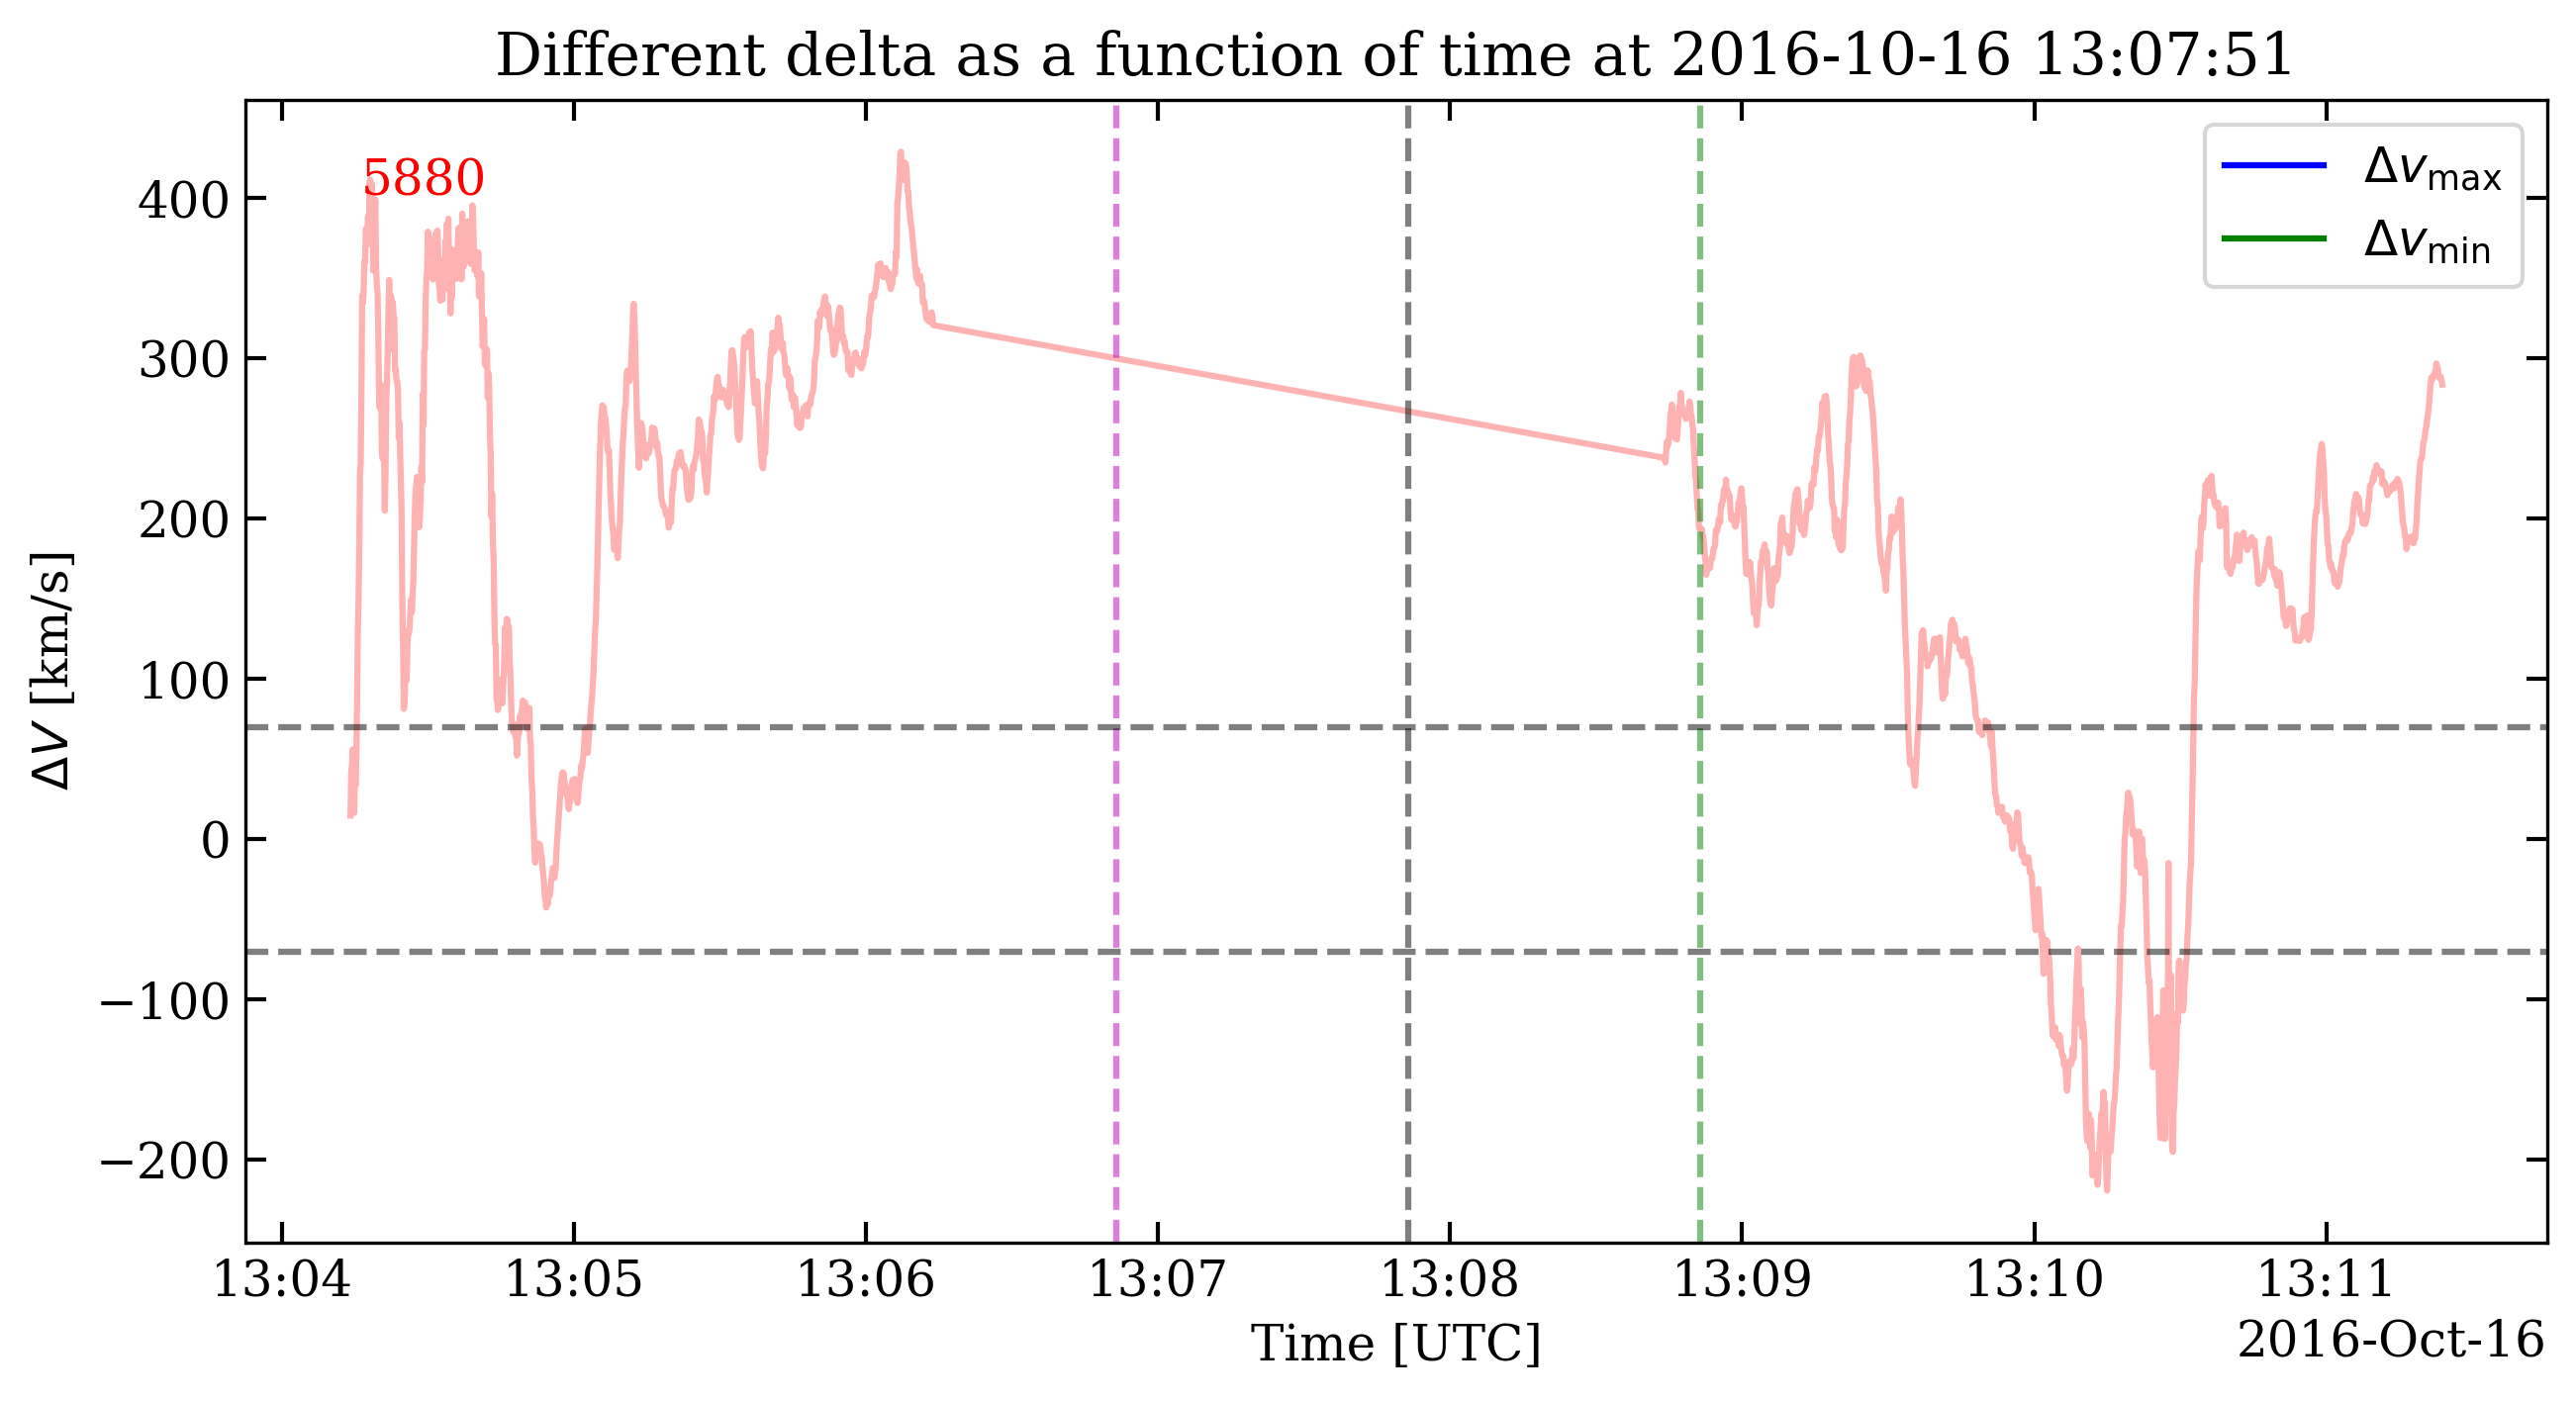 Different delta as a function of time at 2016-10-16 13:07:51
5880
Δv_max
Δv_min
400
300
200
100
0
−100
−200
ΔV [km/s]
13:04 13:05 13:06 13:07 13:08 13:09 13:10 13:11
Time [UTC]
2016-Oct-16